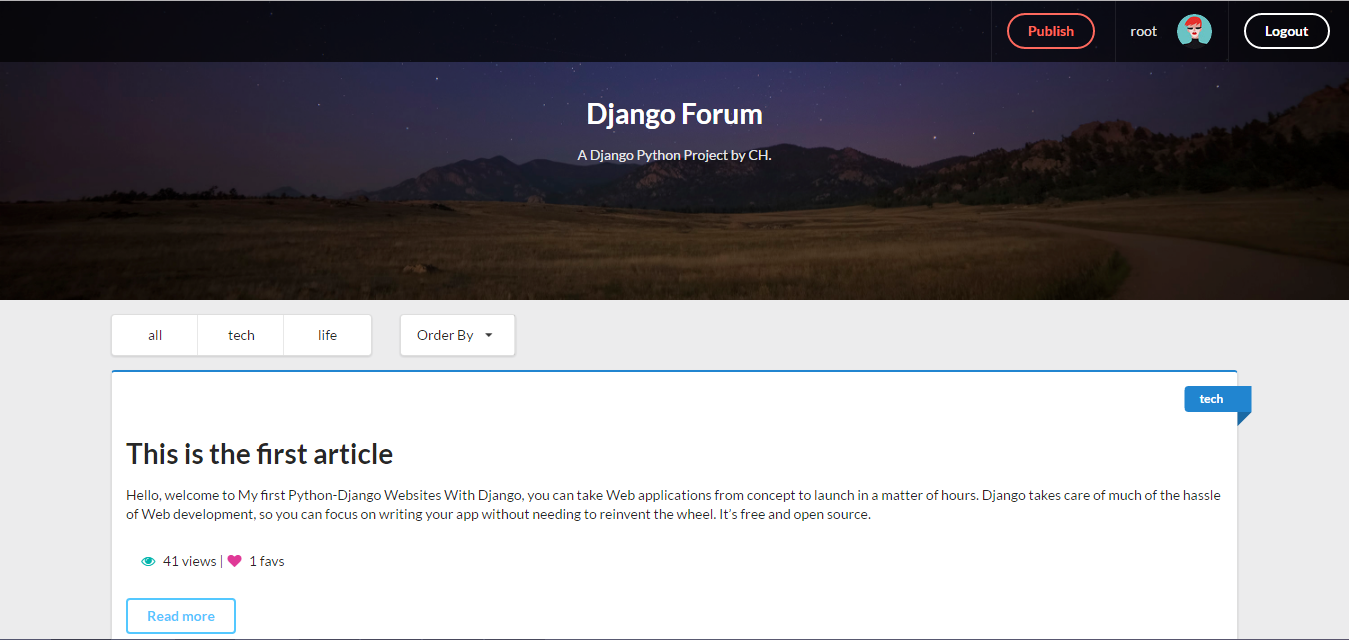 Publish
root
Logout
Django Forum
A Django Python Project by CH.
all
tech
life
Order By
tech
This is the first article
Hello, welcome to My first Python-Django Websites With Django, you can take Web applications from concept to launch in a matter of hours. Django takes care of much of the hassle
of Web development, so you can focus on writing your app without needing to reinvent the wheel. It’s free and open source.
41 views | 1 favs
Read more